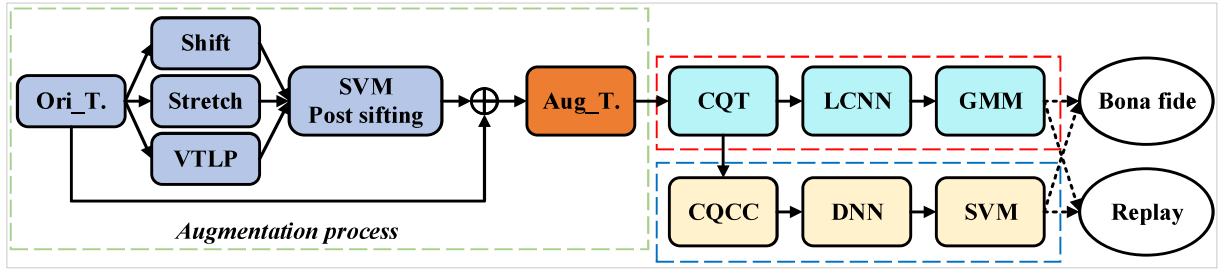 Shift
Ori_T.
Stretch
VTLP
SVM
Post sifting
Aug_T.
CQT
LCNN
GMM
Bona fide
CQCC
DNN
SVM
Replay
Augmentation process